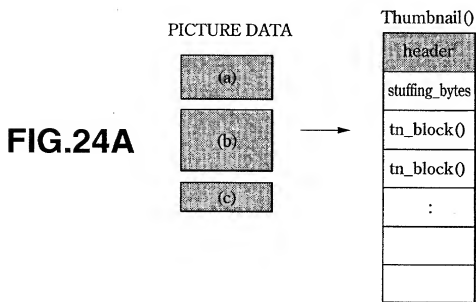 PICTURE DATA
(a)
(b)
(c)
FIG.24A
Thumbnail()
header
stuffing_bytes
tn_block()
tn_block()
: